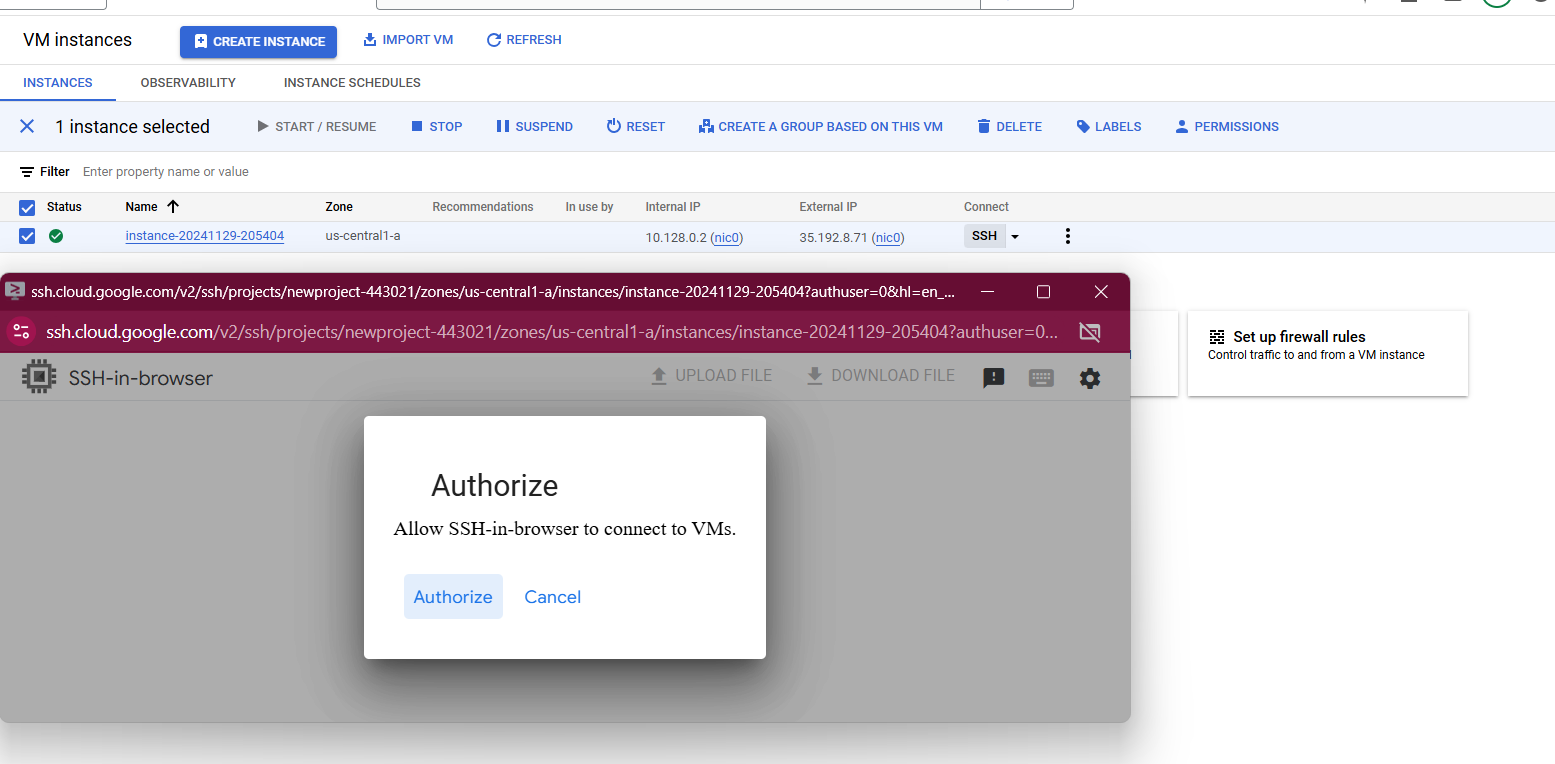 VM instances CREATE INSTANCE IMPORT VM REFRESH
INSTANCES OBSERVABILITY INSTANCE SCHEDULES
1 instance selected START / RESUME STOP SUSPEND RESET CREATE A GROUP BASED ON THIS VM DELETE LABELS PERMISSIONS
Filter Enter property name or value
Status Name Zone Recommendations In use by Internal IP External IP Connect
instance-20241129-205404 us-central1-a 10.128.0.2 (nic0) 35.192.8.71 (nic0) SSH
ssh.cloud.google.com/v2/ssh/projects/newproject-443021/zones/us-central1-a/instances/instance-20241129-205404?authuser=0&hl=en_...
ssh.cloud.google.com/v2/ssh/projects/newproject-443021/zones/us-central1-a/instances/instance-20241129-205404?authuser=0...
Set up firewall rules
Control traffic to and from a VM instance
SSH-in-browser UPLOAD FILE DOWNLOAD FILE
Authorize
Allow SSH-in-browser to connect to VMs.
Authorize Cancel